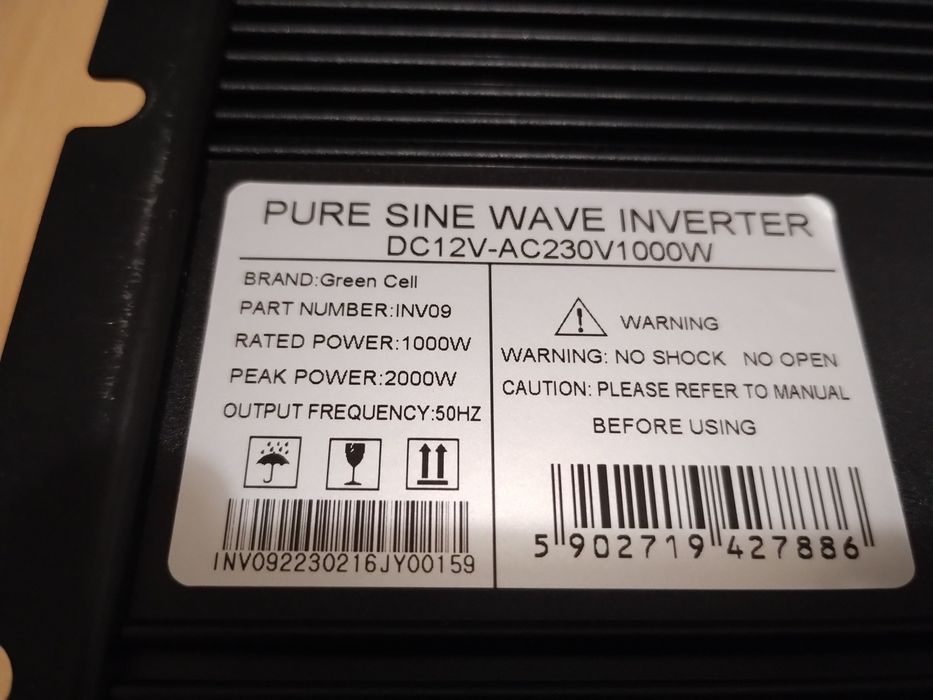 PURE SINE WAVE INVERTER
DC12V-AC230V1000W
BRAND:Green Cell
PART NUMBER:INV09
RATED POWER:1000W
PEAK POWER:2000W
OUTPUT FREQUENCY:50HZ
INV092230216JY00159
WARNING
WARNING: NO SHOCK NO OPEN
CAUTION: PLEASE REFER TO MANUAL
BEFORE USING
5 902719 427886